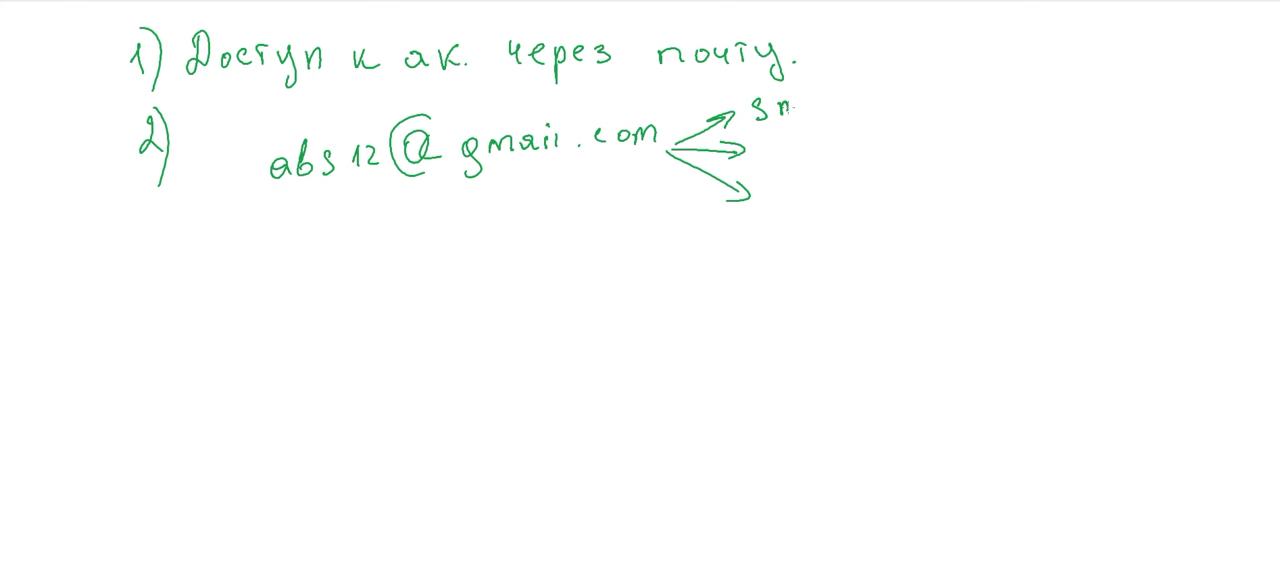 1) Доступ к ак. через почту.
2) abs12@gmail.com